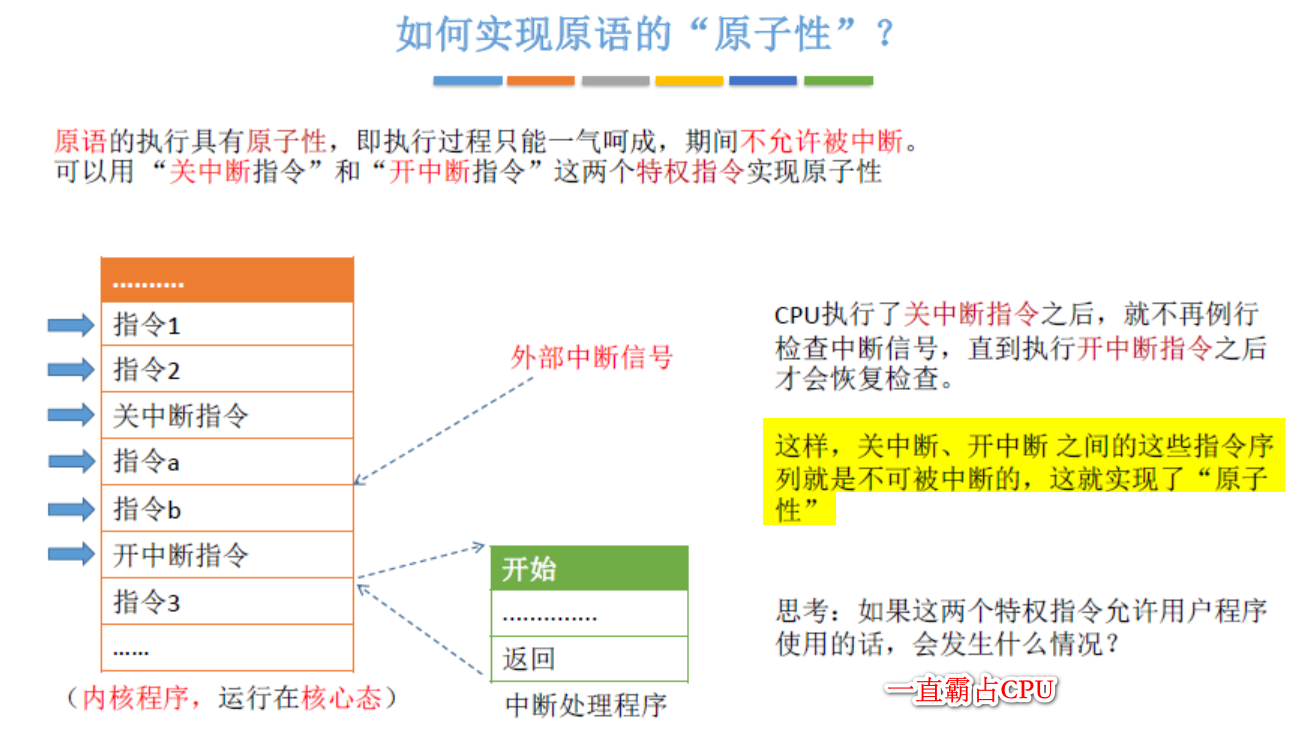 如何实现原语的“原子性”？
原语的执行具有原子性，即执行过程只能一气呵成，期间不允许被中断。
可以用 “关中断指令”和“开中断指令”这两个特权指令实现原子性
..........
指令1
指令2
关中断指令
指令a
指令b
开中断指令
指令3
......
（内核程序，运行在核心态）
外部中断信号
开始
..............
返回
中断处理程序
CPU执行了关中断指令之后，就不再例行
检查中断信号，直到执行开中断指令之后
才会恢复检查。
这样，关中断、开中断 之间的这些指令序
列就是不可被中断的，这就实现了“原子
性”
思考：如果这两个特权指令允许用户程序
使用的话，会发生什么情况？
一直霸占CPU